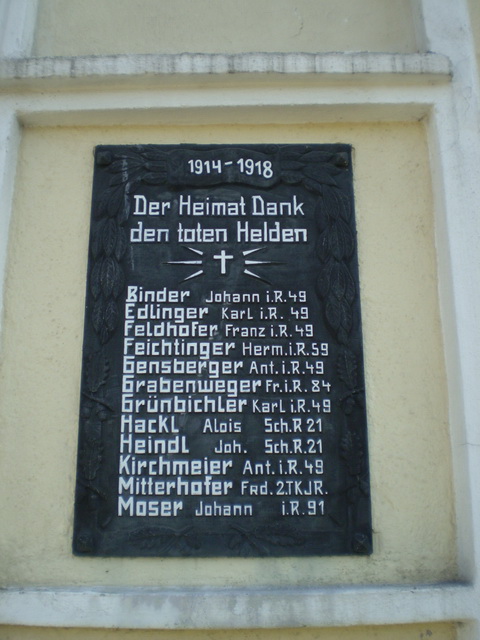 1914-1918
Der Heimat Dank
den toten Helden
Binder Johann i.R.49
Edlinger Karl i.R. 49
Feldhofer Franz i.R.49
Feichtinger Herm.i.R.59
Gensberger Ant.i.R.49
Grabenweger Fr.i.R.84
Grünbichler Karl i.R.49
Hackl Alois Sch.R 21
Heindl Joh. Sch.R.21
Kirchmeier Ant.i.R.49
Mitterhofer Frd.2.TKJR.
Moser Johann i.R.91